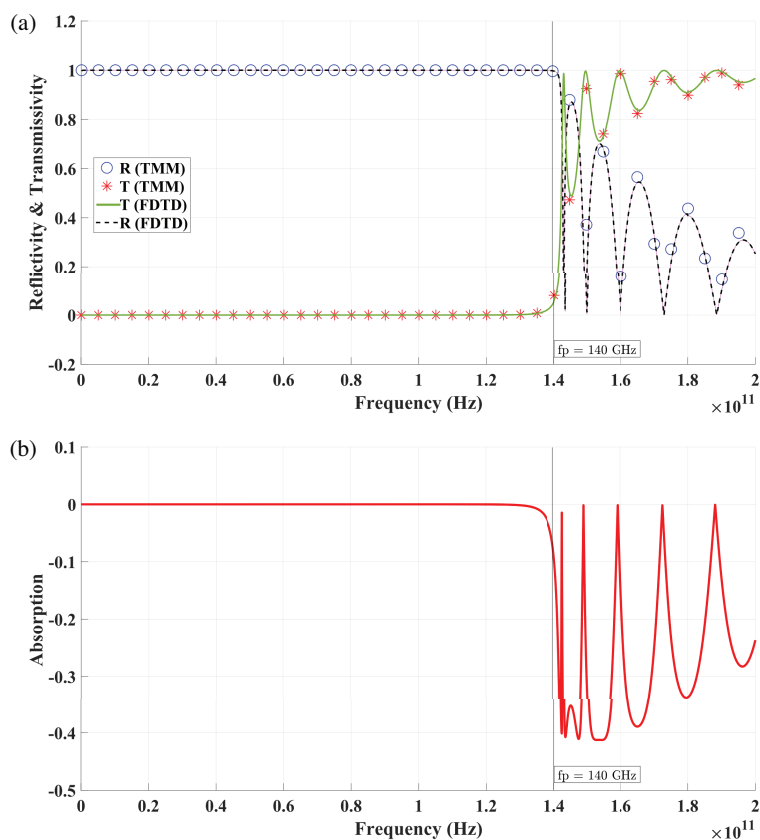 (a)
1.2
1
0.8
0.6
0.4
0.2
0
-0.2
Reflictivity & Transmissivity
R (TMM)
T (TMM)
T (FDTD)
R (FDTD)
fp = 140 GHz
0 0.2 0.4 0.6 0.8 1 1.2 1.4 1.6 1.8 2
Frequency (Hz)
×10^11
(b)
0.1
0
-0.1
-0.2
-0.3
-0.4
-0.5
Absorption
fp = 140 GHz
0 0.2 0.4 0.6 0.8 1 1.2 1.4 1.6 1.8 2
Frequency (Hz)
×10^11